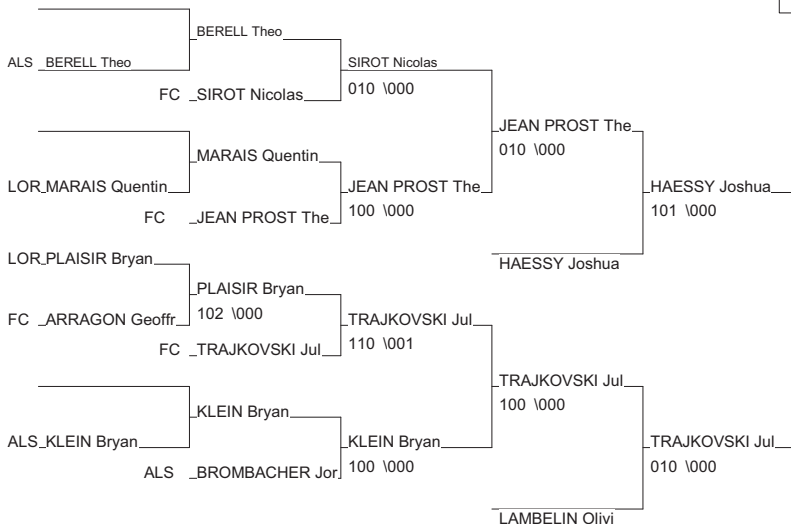 BERELL Theo
ALS BERELL Theo
SIROT Nicolas
FC SIROT Nicolas
010 \000
JEAN PROST The
010 \000
MARAIS Quentin
LOR MARAIS Quentin
JEAN PROST The
HAESSY Joshua
100 \000
101 \000
FC JEAN PROST The
LOR PLAISIR Bryan
HAESSY Joshua
PLAISIR Bryan
102 \000
FC ARRAGON Geoffr
TRAJKOVSKI Jul
110 \001
FC TRAJKOVSKI Jul
TRAJKOVSKI Jul
100 \000
KLEIN Bryan
ALS KLEIN Bryan
KLEIN Bryan
TRAJKOVSKI Jul
100 \000
010 \000
ALS BROMBACHER Jor
LAMBELIN Olivi